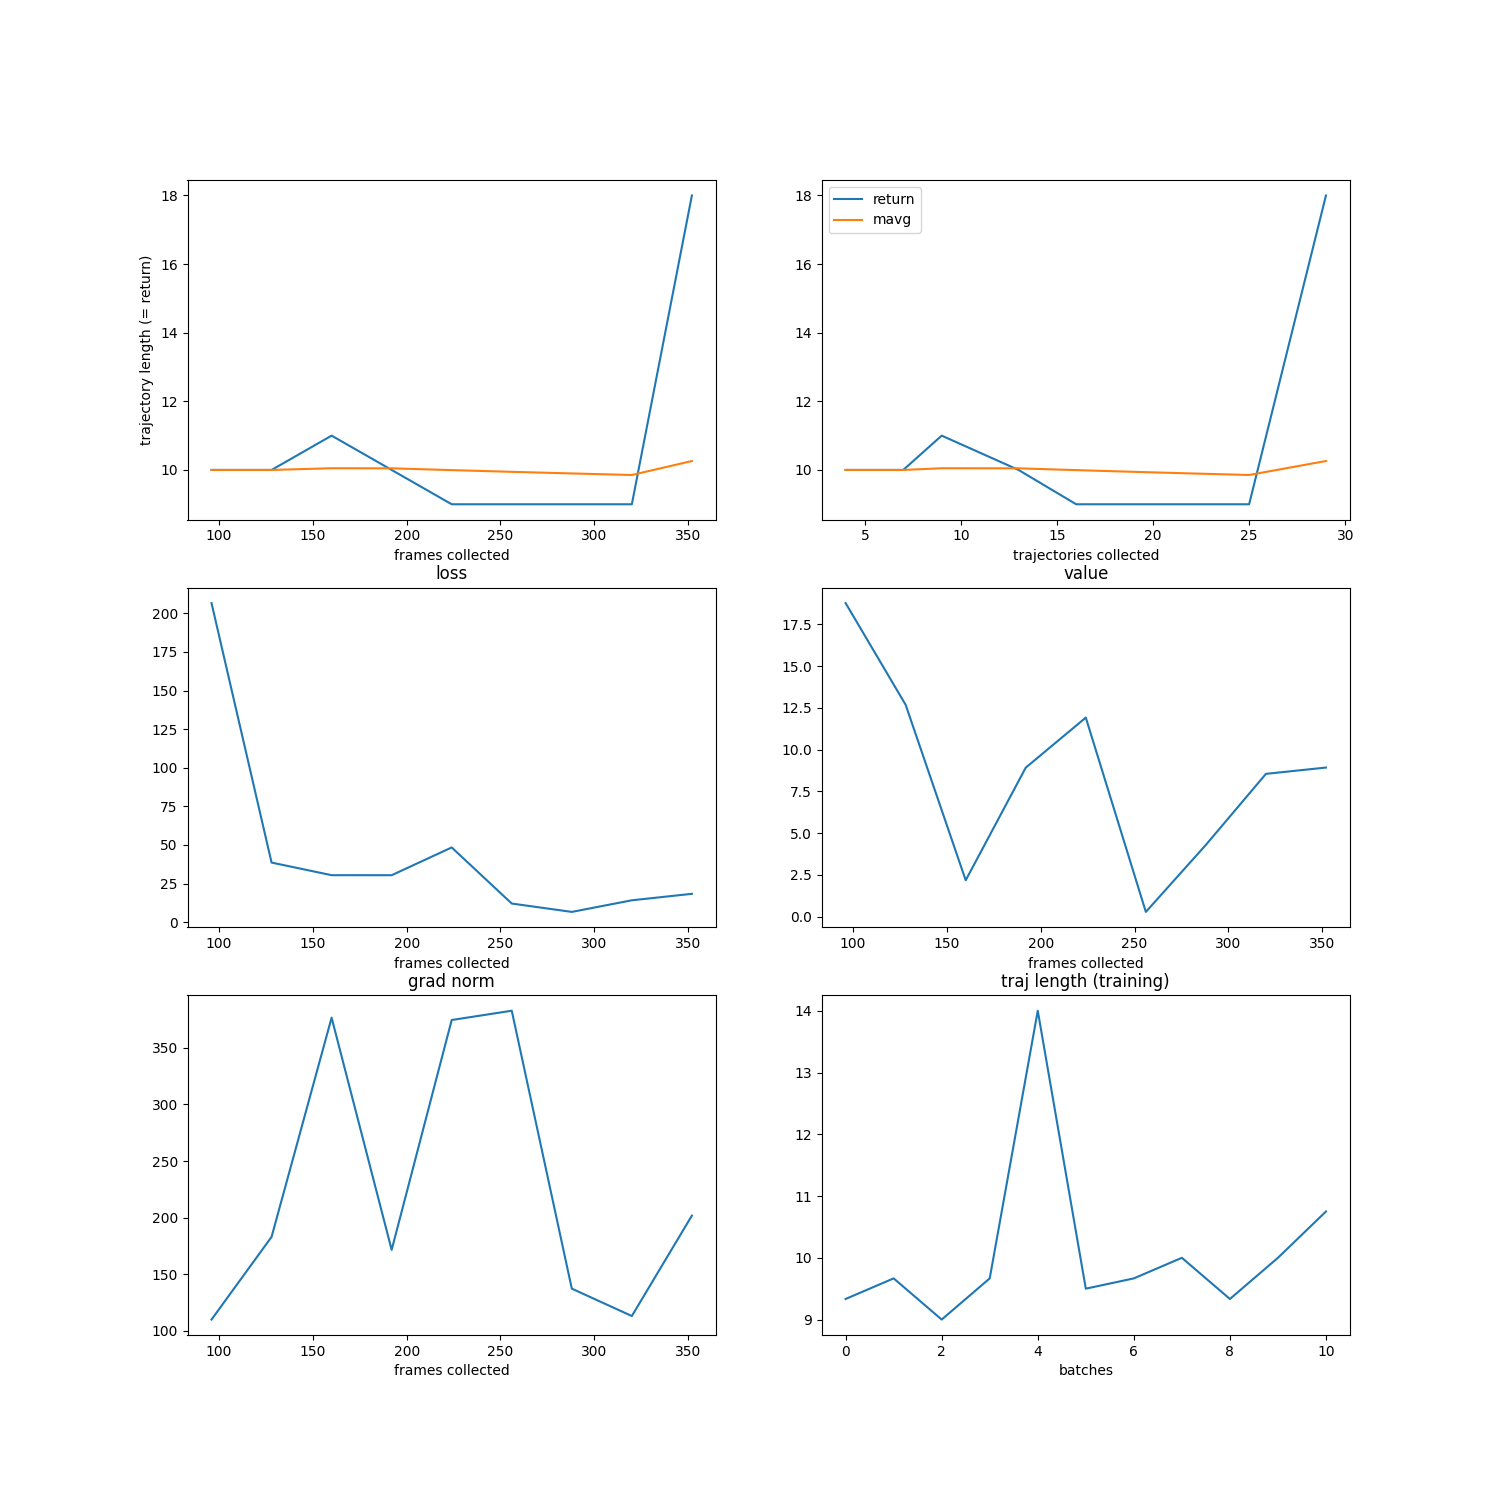 18
16
14
12
10
trajectory length (= return)
100 150 200 250 300 350
frames collected
return
mavg
18
16
14
12
10
5 10 15 20 25 30
trajectories collected
loss
200
175
150
125
100
75
50
25
0
100 150 200 250 300 350
frames collected
value
17.5
15.0
12.5
10.0
7.5
5.0
2.5
0.0
100 150 200 250 300 350
frames collected
grad norm
350
300
250
200
150
100
100 150 200 250 300 350
frames collected
traj length (training)
14
13
12
11
10
9
0 2 4 6 8 10
batches